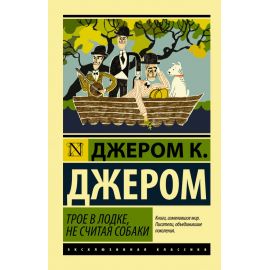 N
ДЖЕРОМ К.
ДЖЕРОМ
ТРОЕ В ЛОДКЕ,
НЕ СЧИТАЯ СОБАКИ
Книги, изменившие мир.
Писатели, объединившие
поколения.
ЭКСКЛЮЗИВНАЯ КЛАССИКА